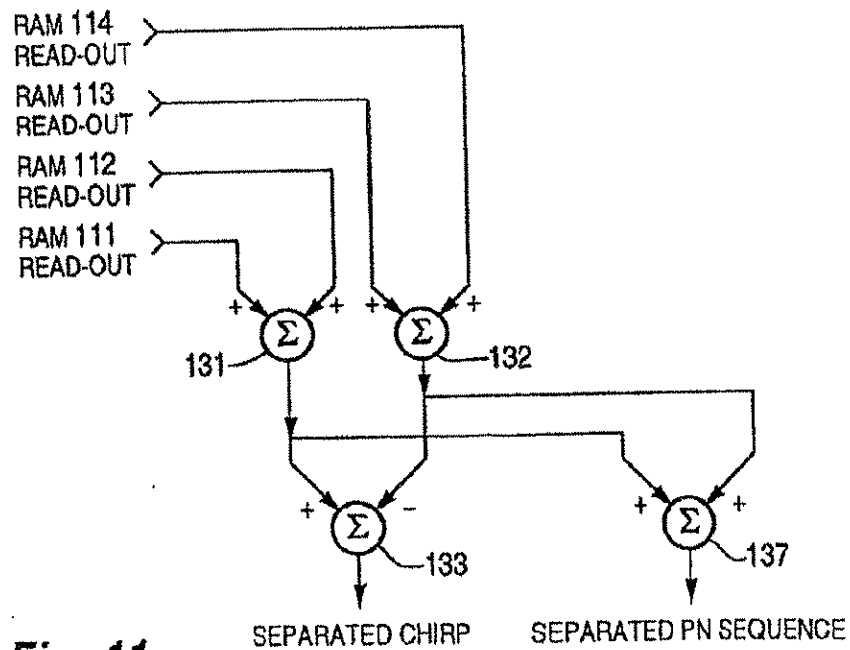 RAM 114
READ-OUT
RAM 113
READ-OUT
RAM 112
READ-OUT
RAM 111
READ-OUT
+ + + +
Σ Σ
131 132
+ - + +
Σ Σ
133 137
SEPARATED CHIRP SEPARATED PN SEQUENCE